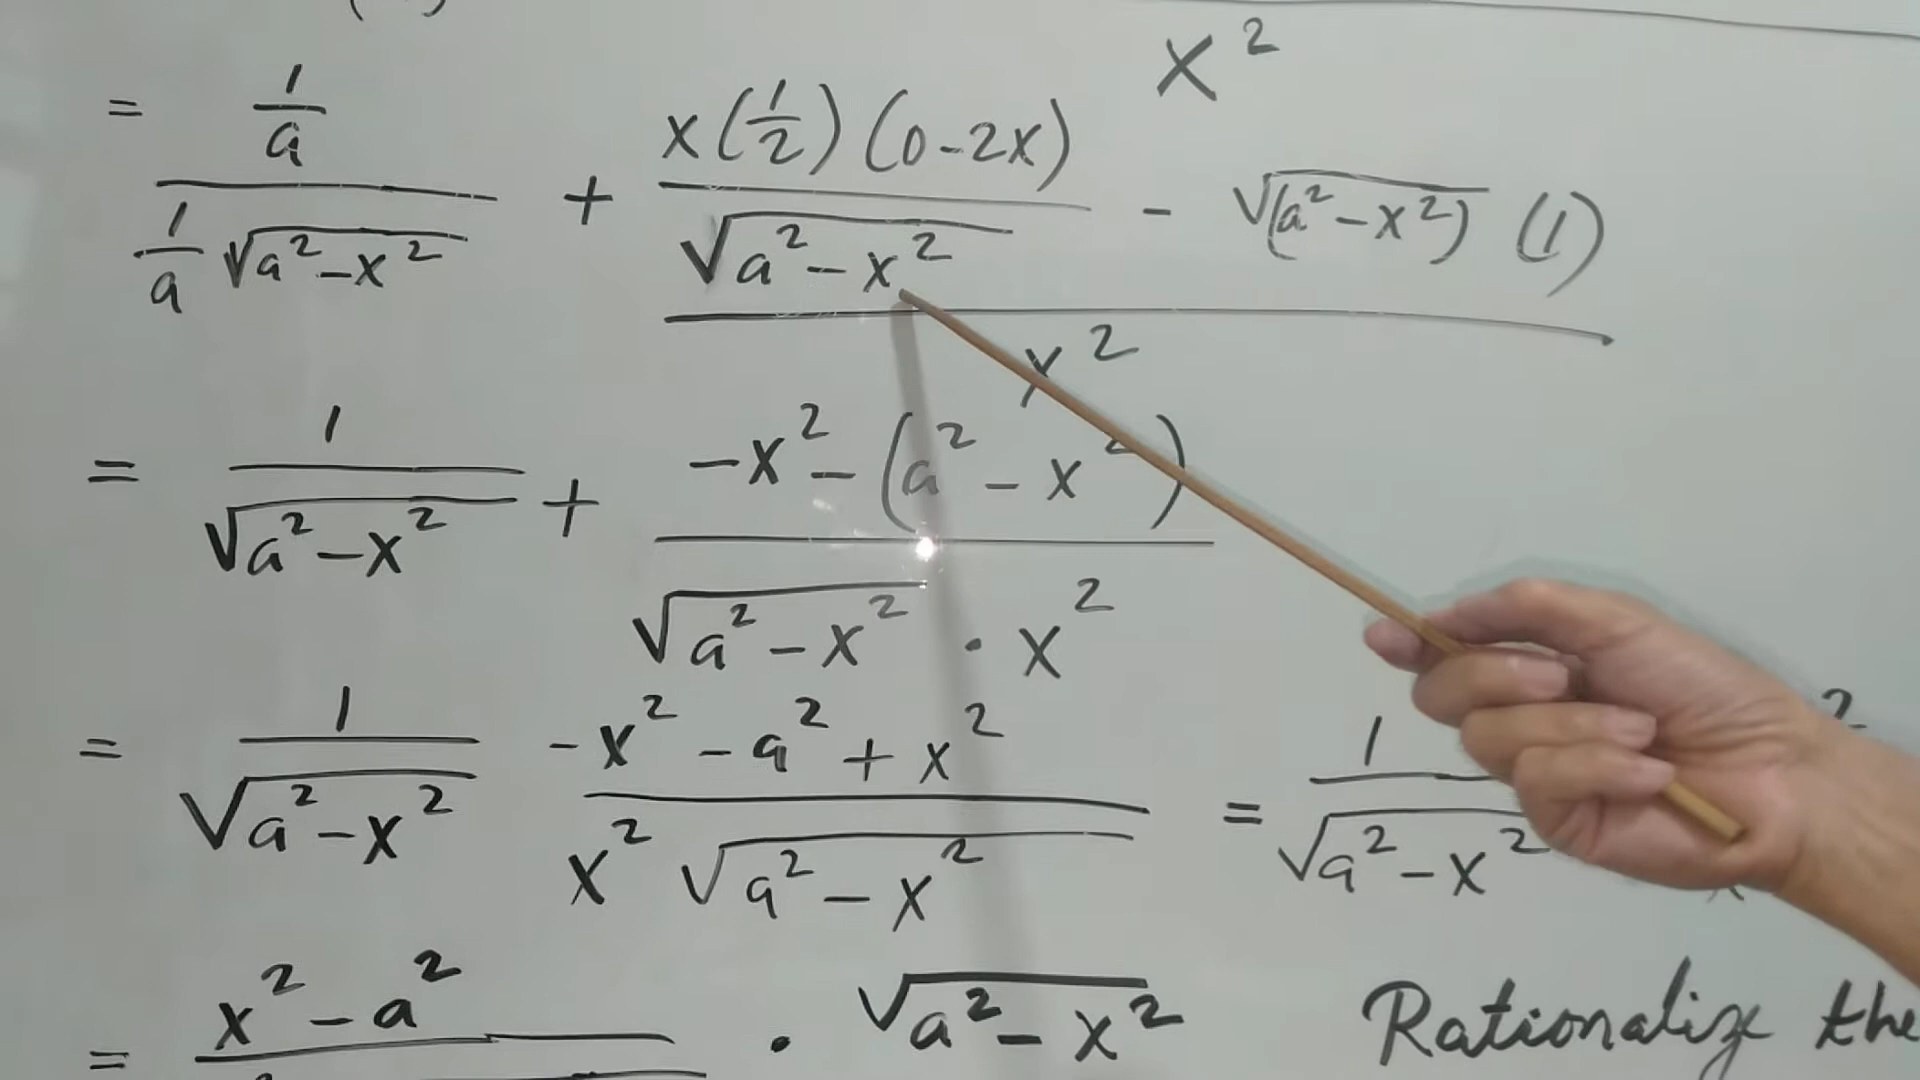 x²
= (1/a) / ((1/a) √(a²-x²)) + ((x(1/2)(0-2x)) / √(a²-x²) - √(a²-x²) (1)) / x²
= 1/√(a²-x²) + (-x² - (a² - x²)) / (√(a²-x²) · x²)
= 1/√(a²-x²) (-x² - a² + x²) / (x² √(a²-x²)) = 1/√(a²-x²)
= x² - a² · √(a²-x²) Rationalize the